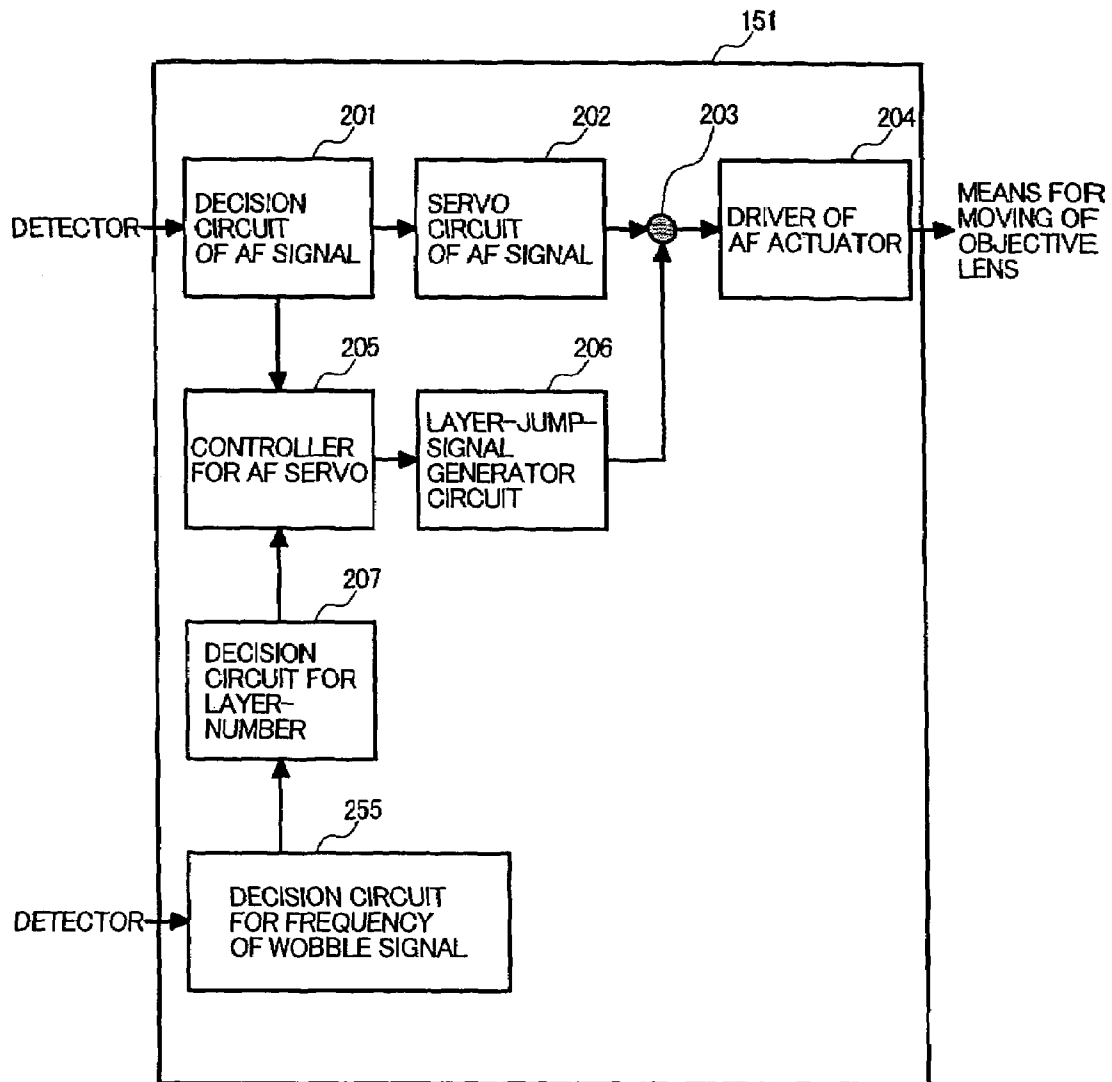 151
201
202
203
204
DETECTOR
DECISION
CIRCUIT
OF AF SIGNAL
SERVO
CIRCUIT
OF AF SIGNAL
DRIVER OF
AF ACTUATOR
MEANS FOR
MOVING OF
OBJECTIVE
LENS
205
206
CONTROLLER
FOR AF SERVO
LAYER-JUMP-
SIGNAL
GENERATOR
CIRCUIT
207
DECISION
CIRCUIT FOR
LAYER-
NUMBER
255
DETECTOR
DECISION CIRCUIT
FOR FREQUENCY
OF WOBBLE SIGNAL